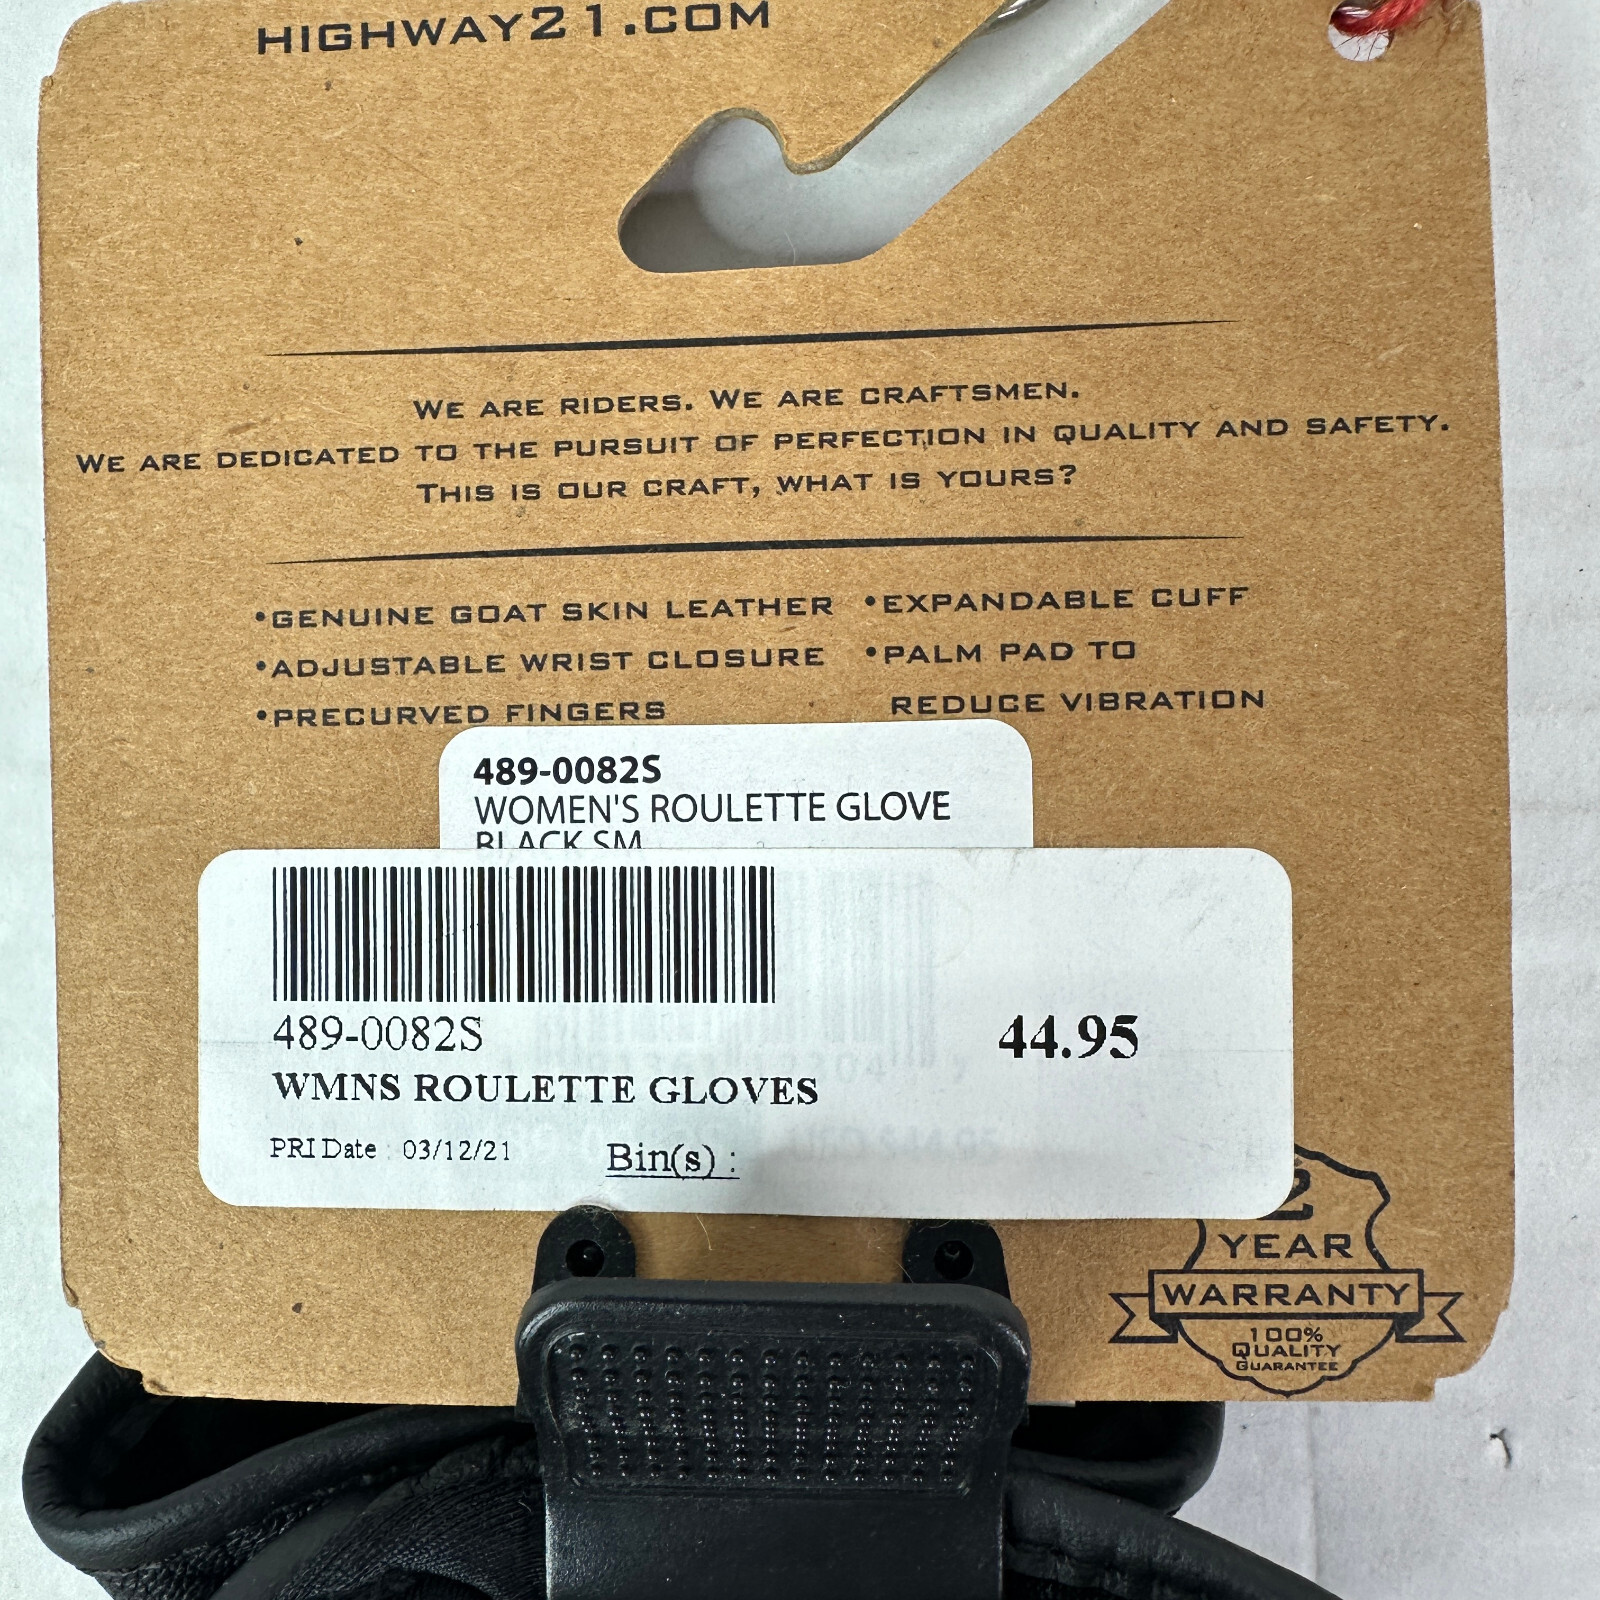 HIGHWAY21.COM
WE ARE RIDERS. WE ARE CRAFTSMEN.
WE ARE DEDICATED TO THE PURSUIT OF PERFECTION IN QUALITY AND SAFETY.
THIS IS OUR CRAFT, WHAT IS YOURS?
•GENUINE GOAT SKIN LEATHER
•ADJUSTABLE WRIST CLOSURE
•PRECURVED FINGERS
•EXPANDABLE CUFF
•PALM PAD TO
REDUCE VIBRATION
489-0082S
WOMEN'S ROULETTE GLOVE
BLACK SM
489-0082S
44.95
WMNS ROULETTE GLOVES
PRI Date : 03/12/21
Bin(s) :
2
YEAR
WARRANTY
100%
QUALITY
GUARANTEE